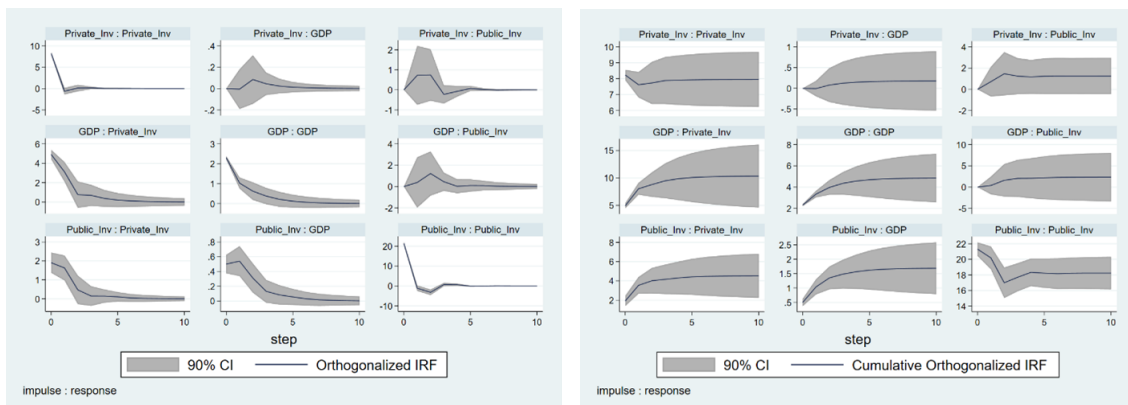 Private_Inv : Private_Inv
Private_Inv : GDP
Private_Inv : Public_Inv
10
5
0
-5
.4
.2
0
-.2
2
1
0
-1
GDP : Private_Inv
GDP : GDP
GDP : Public_Inv
6
4
2
0
3
2
1
0
4
2
0
-2
Public_Inv : Private_Inv
Public_Inv : GDP
Public_Inv : Public_Inv
3
2
1
0
.8
.6
.4
.2
0
20
10
0
0 5 10
0 5 10
0 5 10
step
90% CI
Orthogonalized IRF
impulse : response
Private_Inv : Private_Inv
Private_Inv : GDP
Private_Inv : Public_Inv
10
9
8
7
6
1
.5
0
-.5
4
2
0
-2
GDP : Private_Inv
GDP : GDP
GDP : Public_Inv
15
10
5
8
6
4
2
10
5
0
-5
Public_Inv : Private_Inv
Public_Inv : GDP
Public_Inv : Public_Inv
8
6
4
2
2.5
2
1.5
1
.5
22
20
18
16
14
0 5 10
0 5 10
0 5 10
step
90% CI
Cumulative Orthogonalized IRF
impulse : response